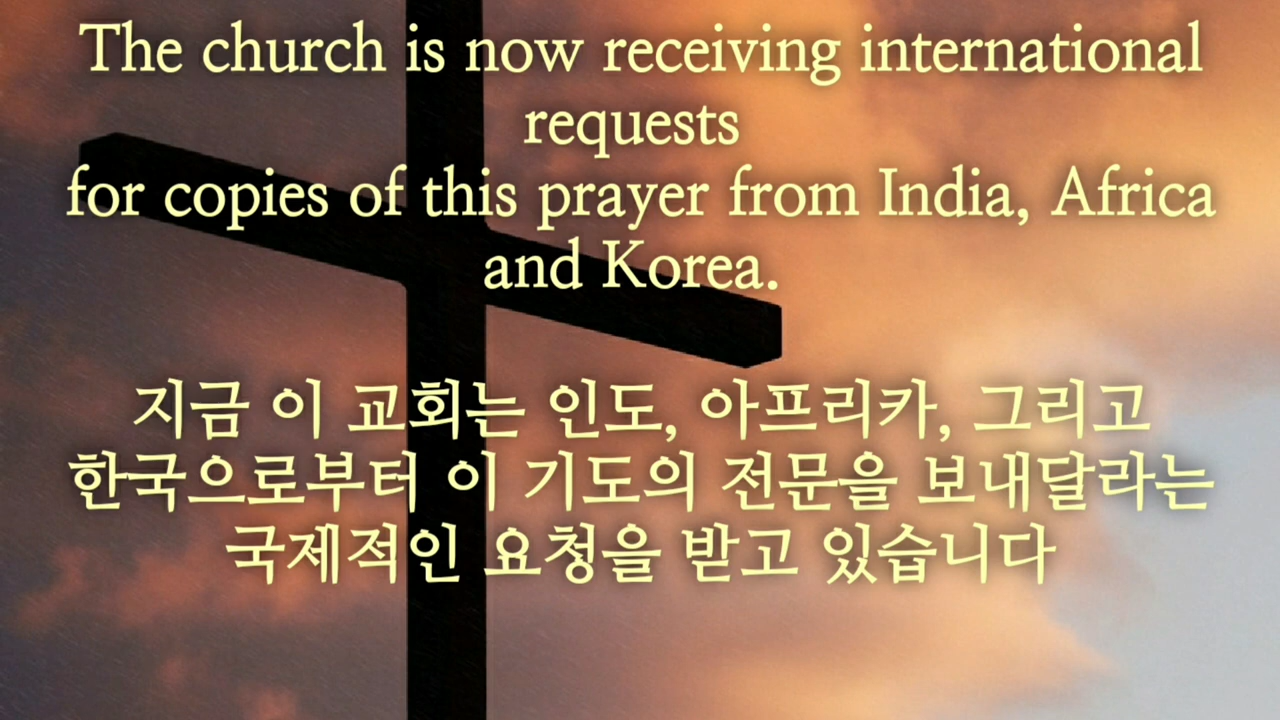 The church is now receiving international
requests
for copies of this prayer from India, Africa
and Korea.
지금 이 교회는 인도, 아프리카, 그리고
한국으로부터 이 기도의 전문을 보내달라는
국제적인 요청을 받고 있습니다